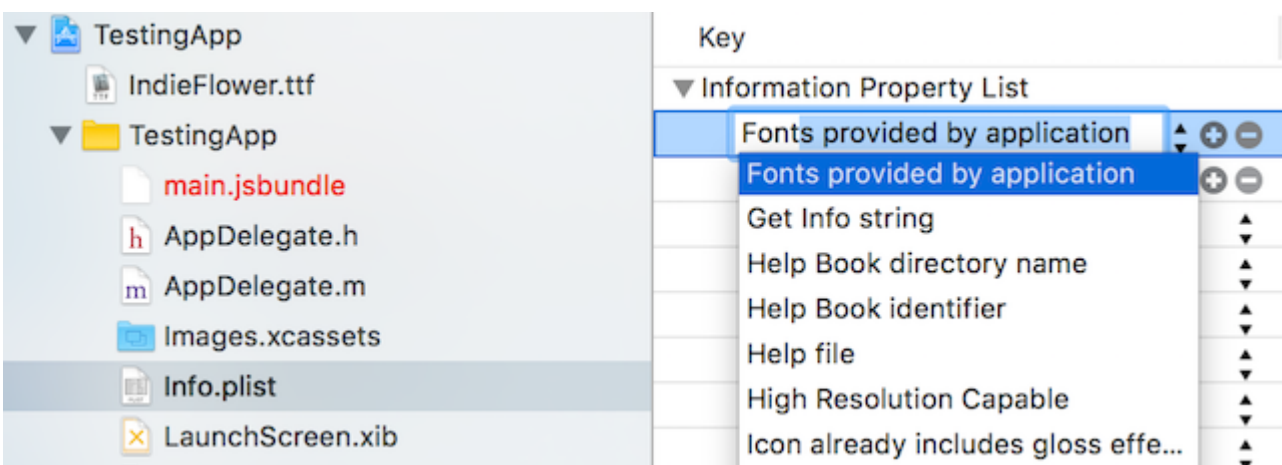 TestingApp
IndieFlower.ttf
TestingApp
main.jsbundle
AppDelegate.h
AppDelegate.m
Images.xcassets
Info.plist
LaunchScreen.xib
Key
Information Property List
Fonts provided by application
Fonts provided by application
Get Info string
Help Book directory name
Help Book identifier
Help file
High Resolution Capable
Icon already includes gloss effe...